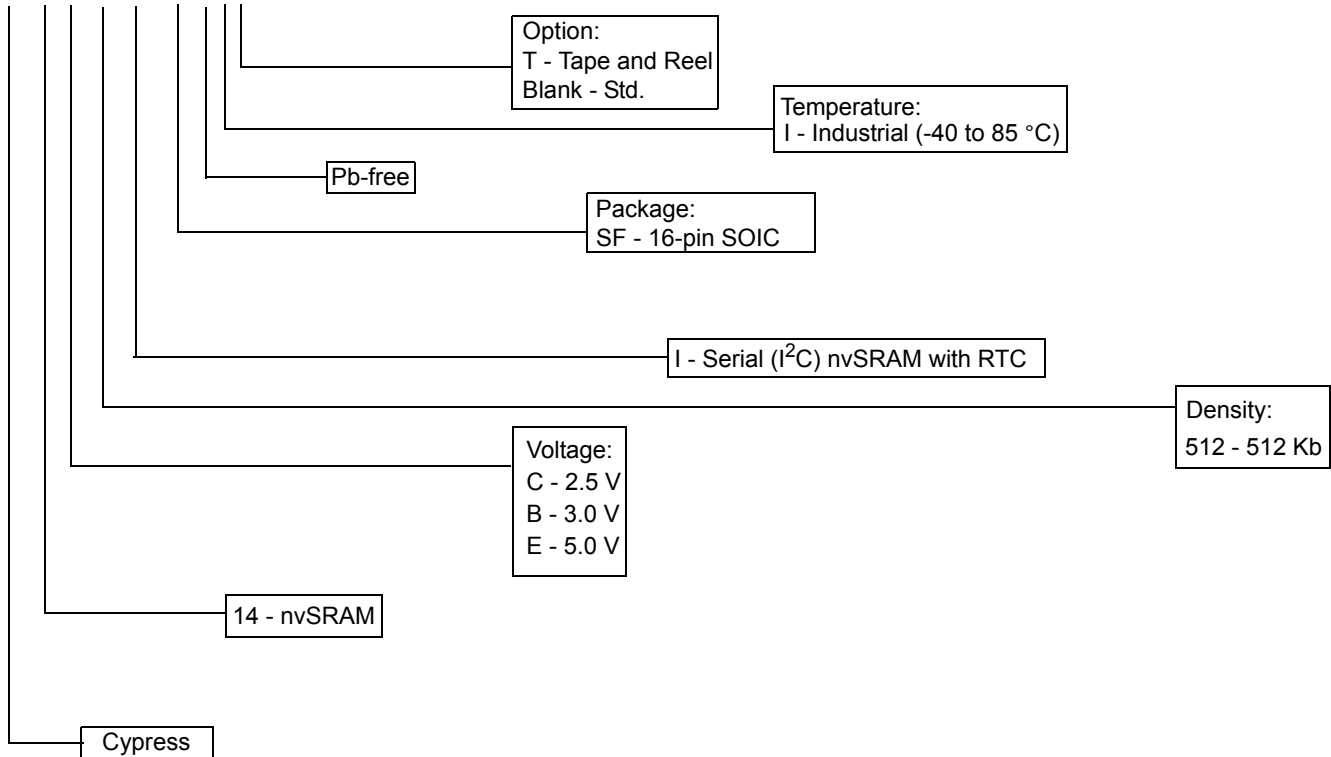 Option:
T - Tape and Reel
Blank - Std.
Temperature:
I - Industrial (-40 to 85 °C)
Pb-free
Package:
SF - 16-pin SOIC
I - Serial (I²C) nvSRAM with RTC
Density:
512 - 512 Kb
Voltage:
C - 2.5 V
B - 3.0 V
E - 5.0 V
14 - nvSRAM
Cypress